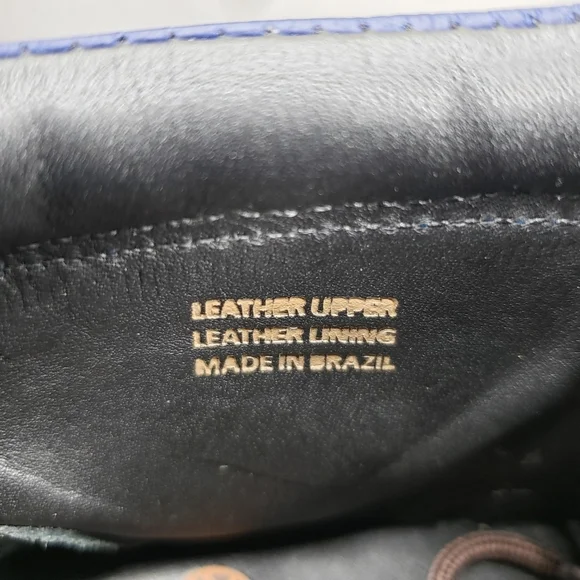 LEATHER UPPER
LEATHER LINING
MADE IN BRAZIL